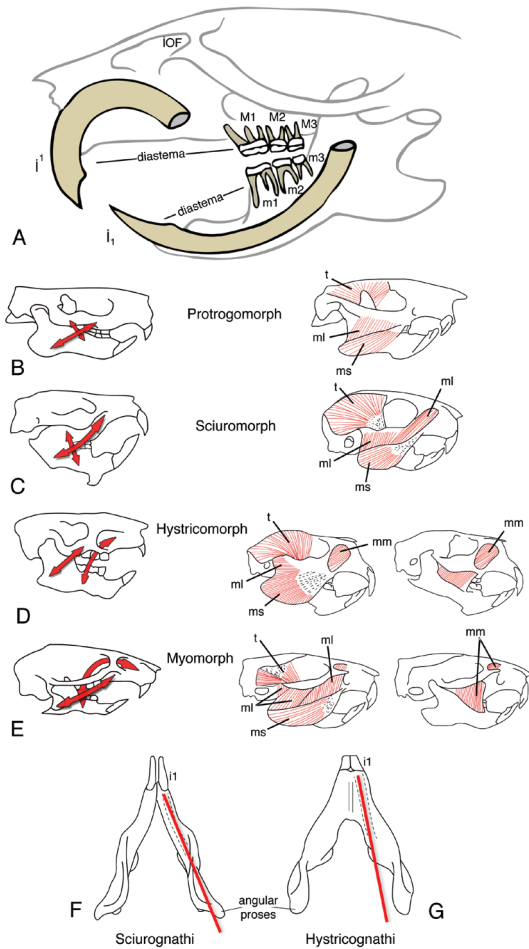 IOF
M1 M2 M3
i1
diastema
m3
diastema
m1 m2
i1
A
t
Protrogomorph
ml
ms
B
t
ml
Sciuromorph
ml
ms
C
Hystricomorph
t
mm
mm
ml
ms
D
Myomorph
t
ml
mm
ml
ms
E
i1
i1
F
angular
proses
G
Sciurognathi
Hystricognathi